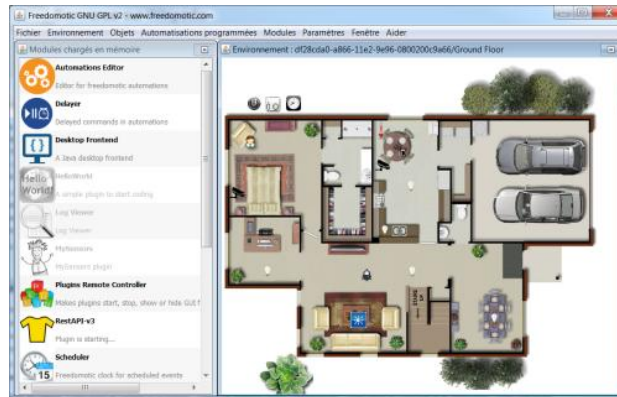 Freedomotic GNU GPL v2 - www.freedomotic.com
Fichier Environnement Objets Automatisations programmées Modules Paramètres Fenêtre Aider
Modules chargés en mémoire
Environnement : df28cda0-a866-11e2-9e96-0800200c9a66/Ground Floor
Automations Editor
Editor for freedomotic automations
Delayer
Delayed commands in automations
Desktop Frontend
A Java desktop frontend
Hello World!
HelloWorld
A simple plugin to start coding
Log Viewer
Log Viewer
MySensors
MySensors plugin
Plugins Remote Controller
Makes plugins start, stop, show or hide GUI f
RestAPI-v3
Plugin is starting...
Scheduler
15
Freedomotic clock for scheduled events